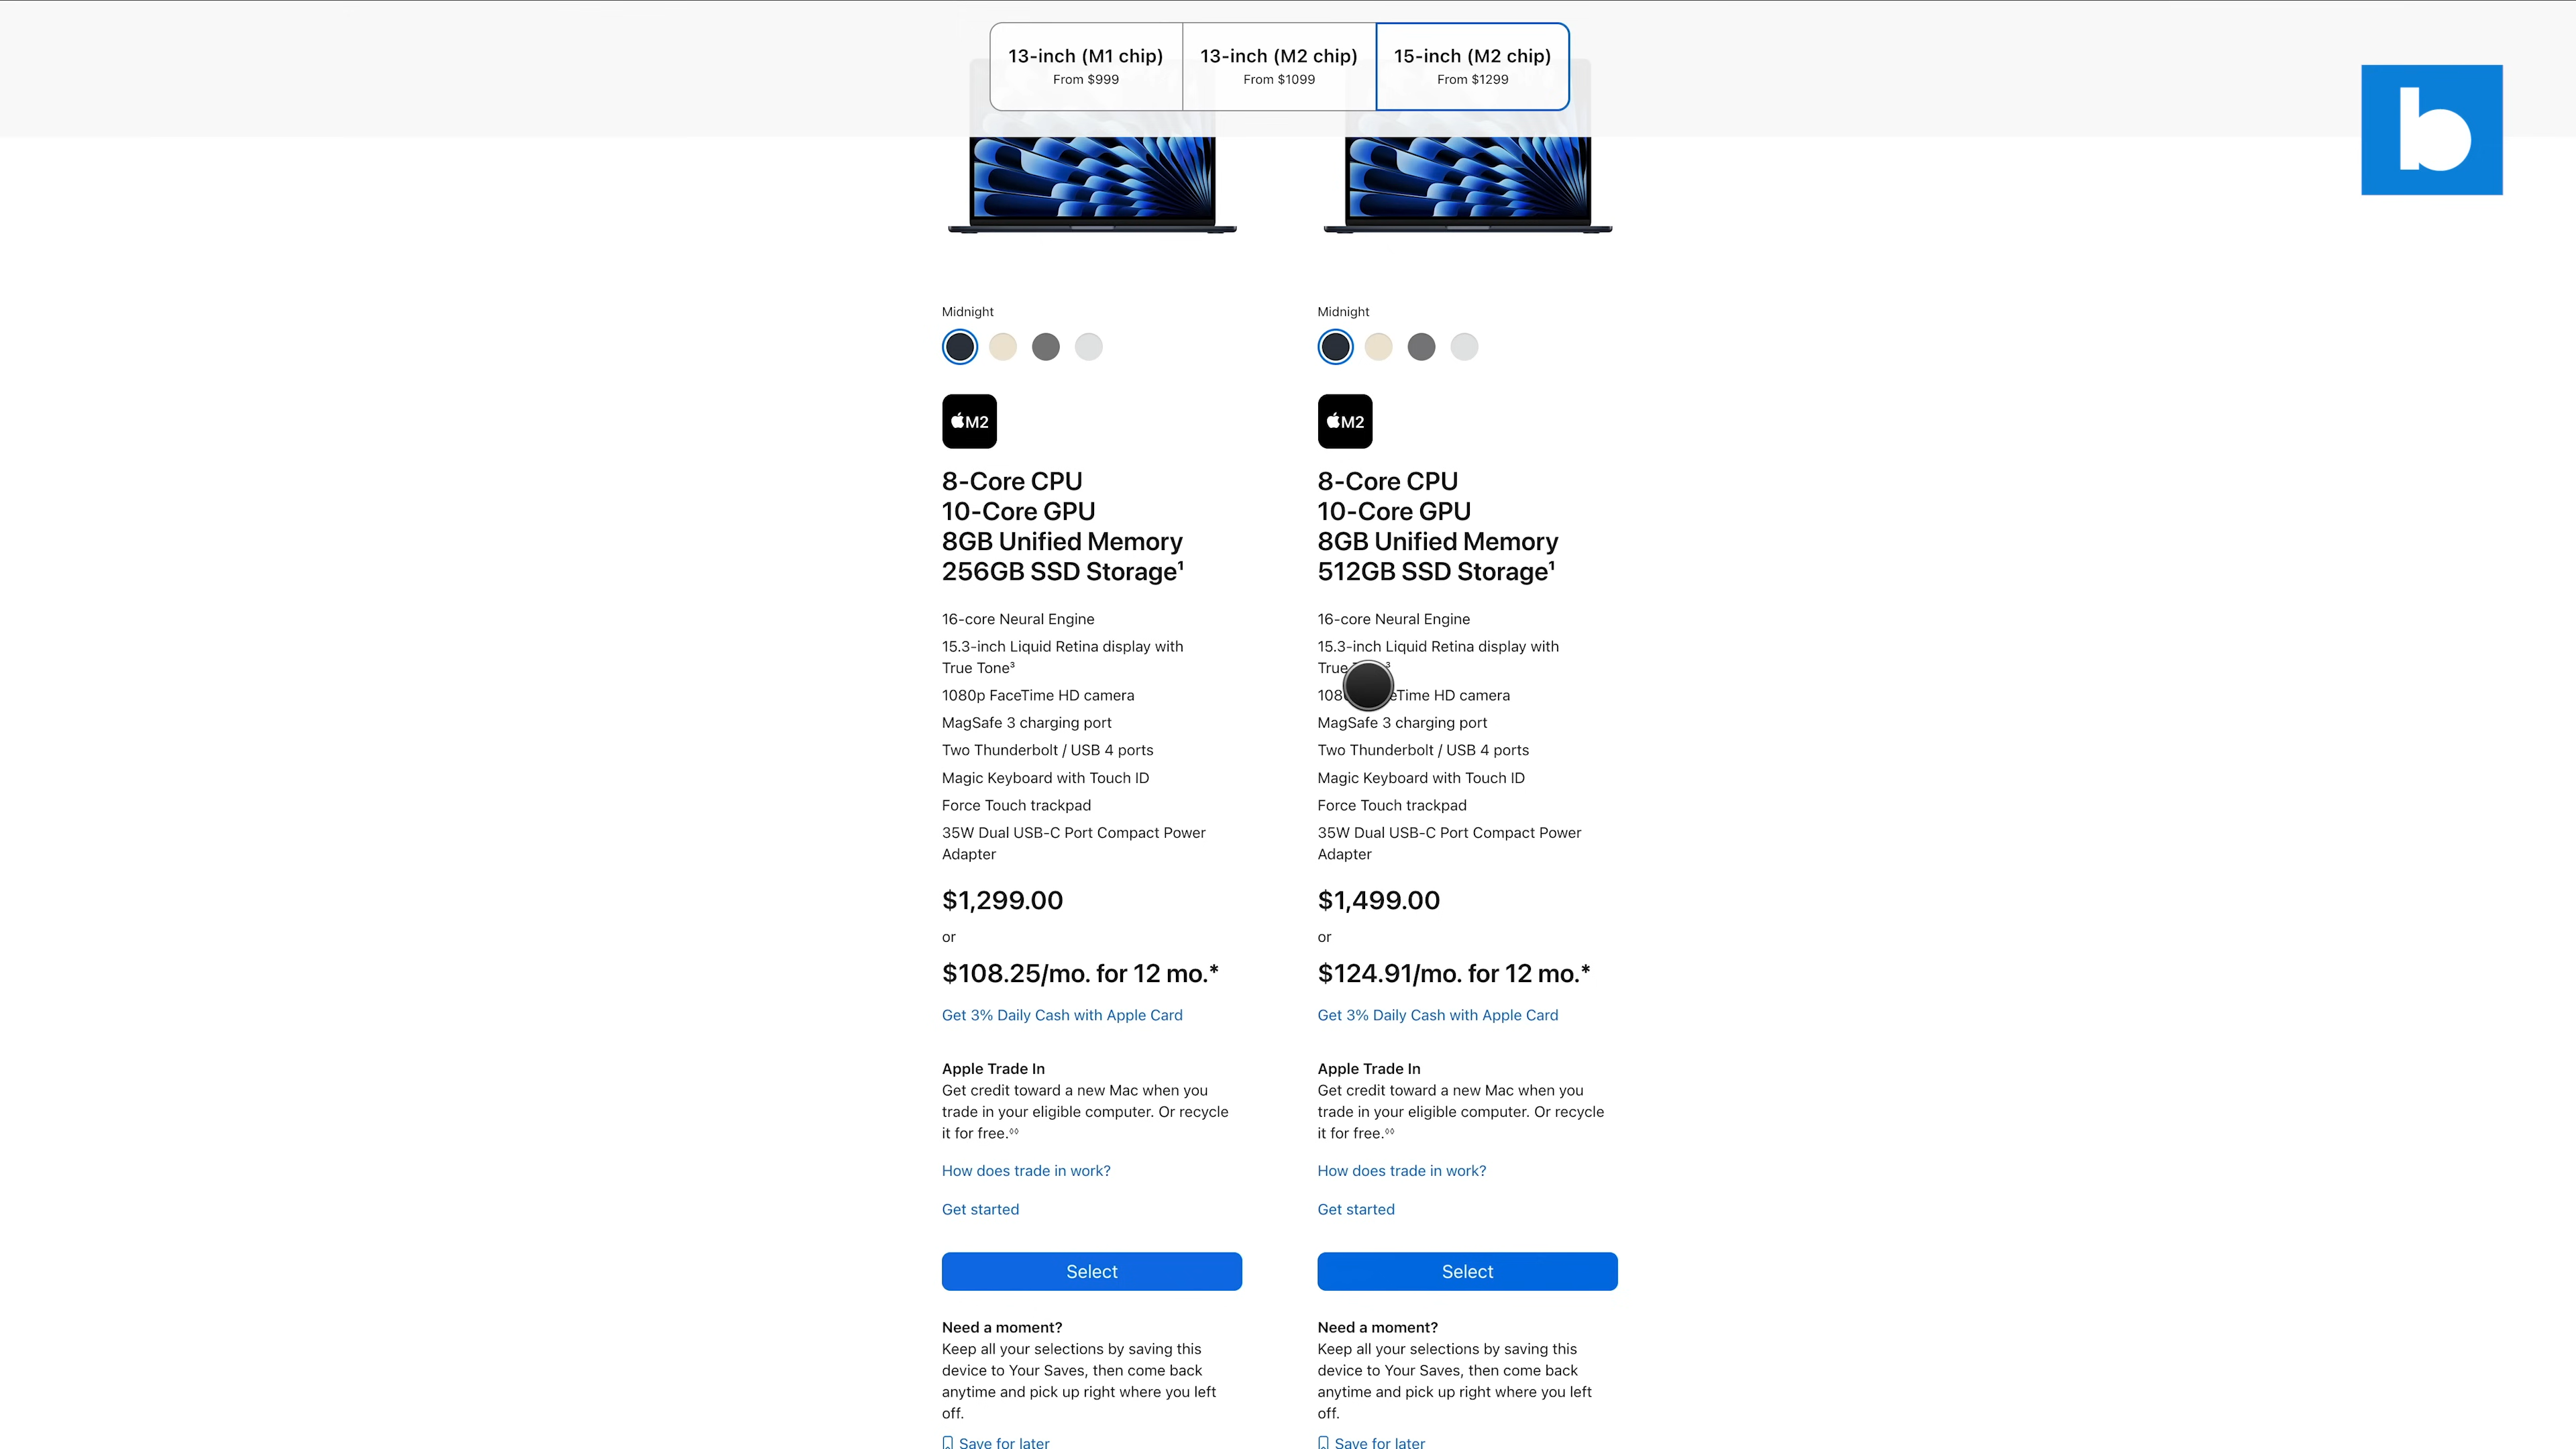 13-inch (M1 chip)
From $999
13-inch (M2 chip)
From $1099
15-inch (M2 chip)
From $1299
b
Midnight
M2
8-Core CPU
10-Core GPU
8GB Unified Memory
256GB SSD Storage¹
16-core Neural Engine
15.3-inch Liquid Retina display with
True Tone³
1080p FaceTime HD camera
MagSafe 3 charging port
Two Thunderbolt / USB 4 ports
Magic Keyboard with Touch ID
Force Touch trackpad
35W Dual USB-C Port Compact Power
Adapter
$1,299.00
or
$108.25/mo. for 12 mo.*
Get 3% Daily Cash with Apple Card
Apple Trade In
Get credit toward a new Mac when you
trade in your eligible computer. Or recycle
it for free.◊◊
How does trade in work?
Get started
Select
Need a moment?
Keep all your selections by saving this
device to Your Saves, then come back
anytime and pick up right where you left
off.
Save for later
Midnight
M2
8-Core CPU
10-Core GPU
8GB Unified Memory
512GB SSD Storage¹
16-core Neural Engine
15.3-inch Liquid Retina display with
True
HD camera
MagSafe 3 charging port
Two Thunderbolt / USB 4 ports
Magic Keyboard with Touch ID
Force Touch trackpad
35W Dual USB-C Port Compact Power
Adapter
$1,499.00
or
$124.91/mo. for 12 mo.*
Get 3% Daily Cash with Apple Card
Apple Trade In
Get credit toward a new Mac when you
trade in your eligible computer. Or recycle
it for free.◊◊
How does trade in work?
Get started
Select
Need a moment?
Keep all your selections by saving this
device to Your Saves, then come back
anytime and pick up right where you left
off.
Save for later